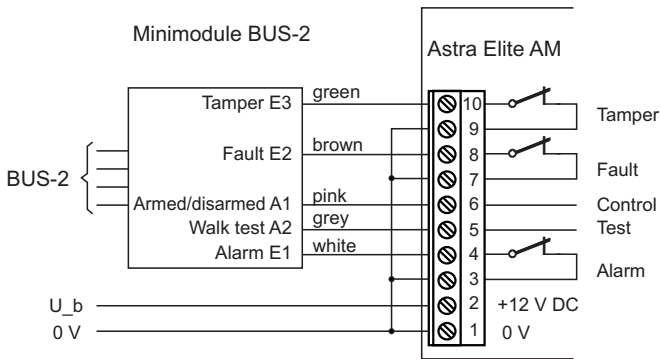 Minimodule BUS-2
Astra Elite AM
Tamper E3 green 10
9 Tamper
Fault E2 brown 8
7 Fault
BUS-2
Armed/disarmed A1 pink 6 Control
Walk test A2 grey 5 Test
Alarm E1 white 4
3 Alarm
U_b 2 +12 V DC
0 V 1 0 V